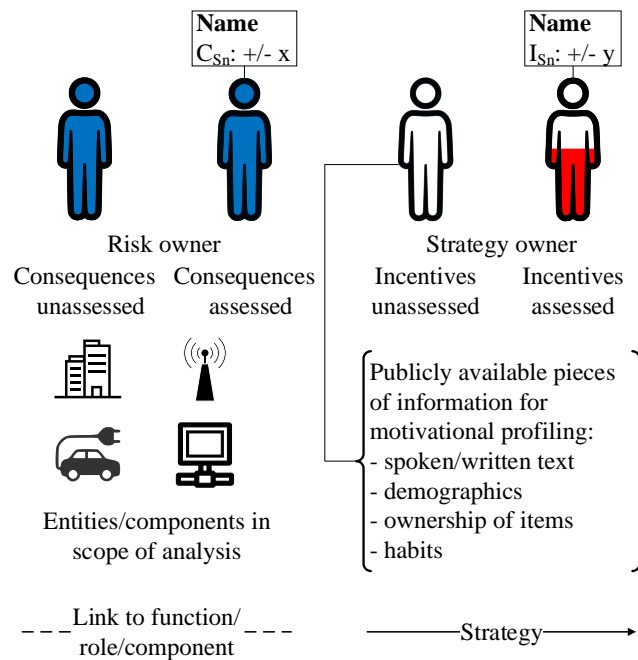 Name
C_Sn: +/- x
Name
I_Sn: +/- y
Risk owner
Strategy owner
Consequences
unassessed
Consequences
assessed
Incentives
unassessed
Incentives
assessed
Publicly available pieces
of information for
motivational profiling:
- spoken/written text
- demographics
- ownership of items
- habits
Entities/components in
scope of analysis
Link to function/
role/component
Strategy